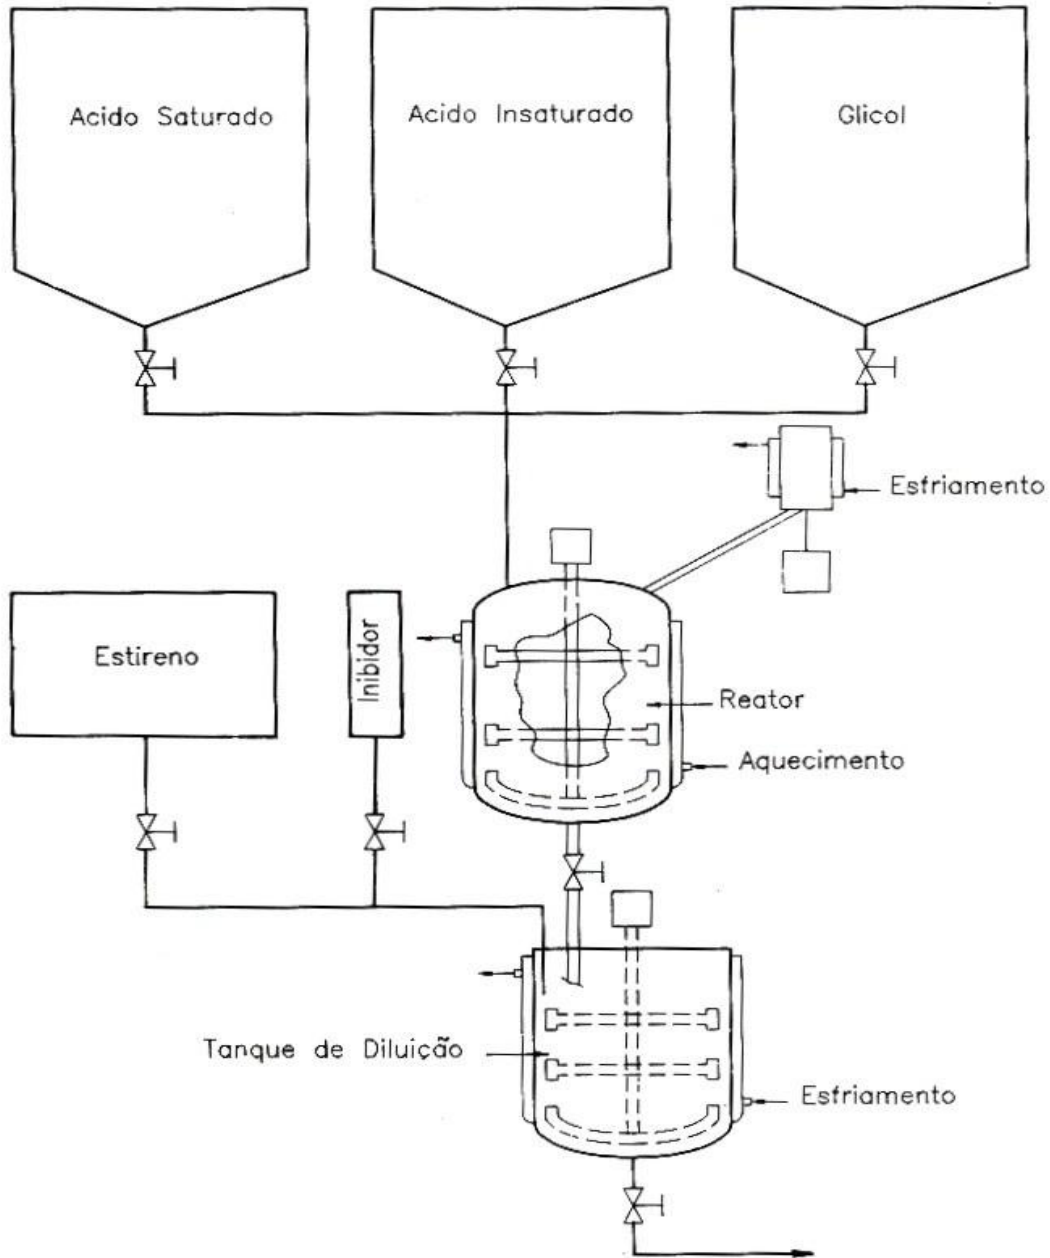 Acido Saturado
Acido Insaturado
Glicol
Esfriamento
Estireno
Inibidor
Reator
Aquecimento
Tanque de Diluição
Esfriamento